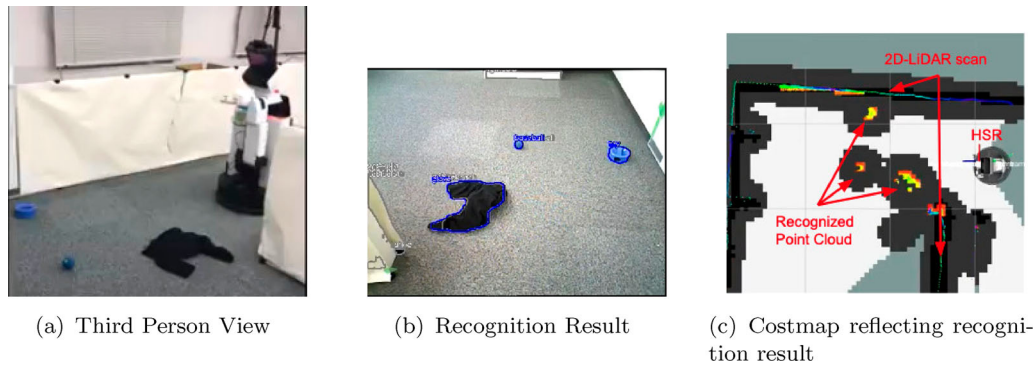 2D-LiDAR scan
HSR
Recognized
Point Cloud
(a) Third Person View
(b) Recognition Result
(c) Costmap reflecting recogni-
tion result